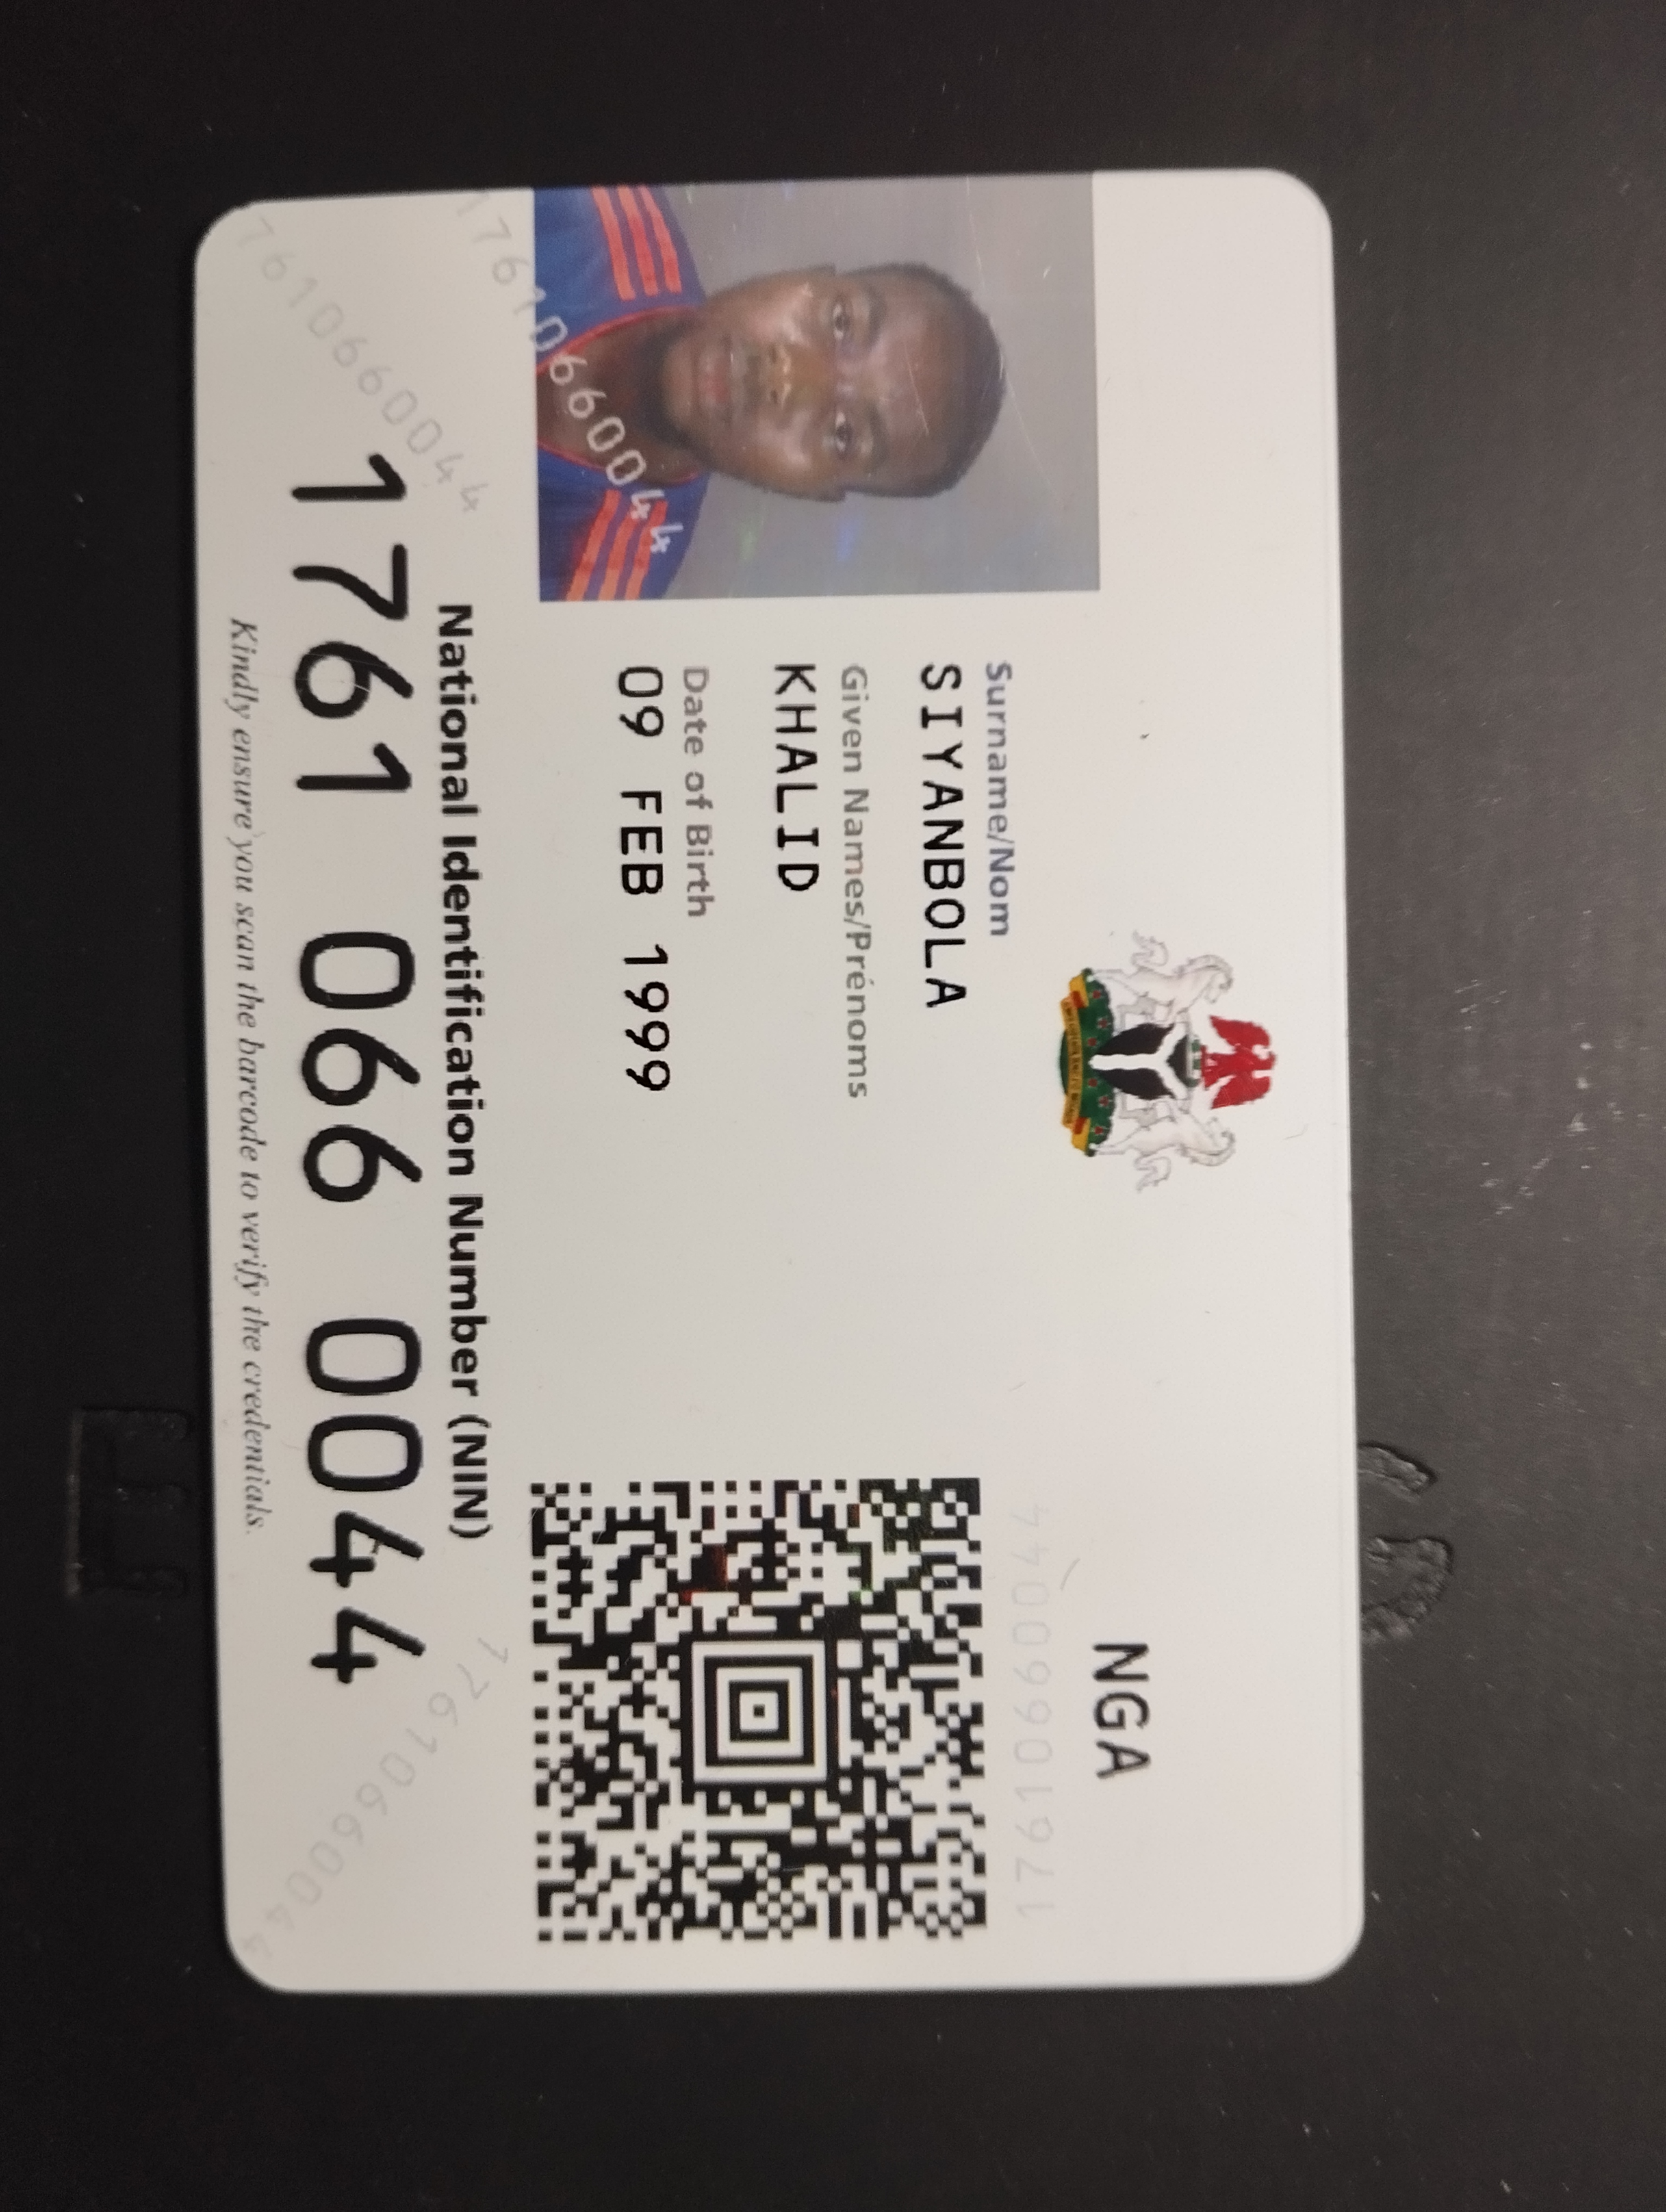 NGA
17610660044
Surname/Nom
SIYANBOLA
Given Names/Prénoms
KHALID
Date of Birth
09 FEB 1999
17610660044
17610660044
17610660044
National Identification Number (NIN)
1761 066 0044
Kindly ensure you scan the barcode to verify the credentials.